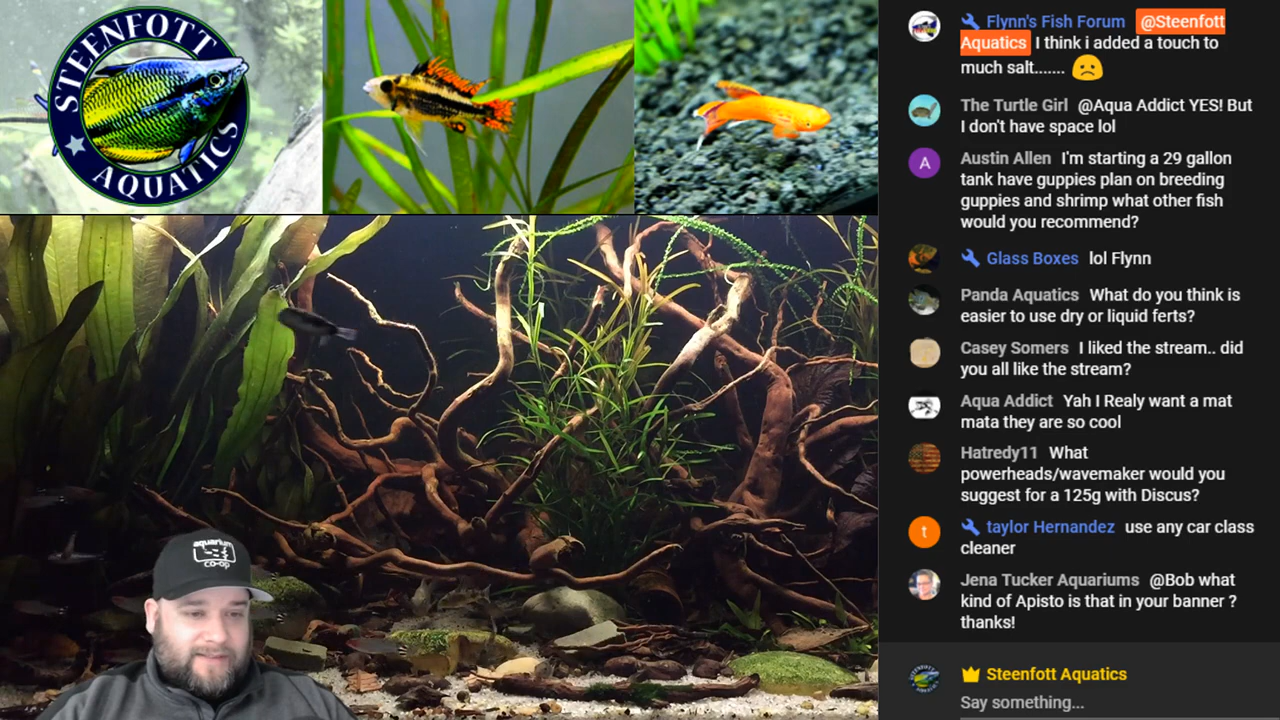 STEENFOTT
AQUATICS
aquarium
co-op
Flynn's Fish Forum @Steenfott
Aquatics I think i added a touch to
much salt.......
The Turtle Girl @Aqua Addict YES! But
I don't have space lol
A
Austin Allen I'm starting a 29 gallon
tank have guppies plan on breeding
guppies and shrimp what other fish
would you recommend?
Glass Boxes lol Flynn
Panda Aquatics What do you think is
easier to use dry or liquid ferts?
Casey Somers I liked the stream.. did
you all like the stream?
Aqua Addict Yah I Realy want a mat
mata they are so cool
Hatredy11 What
powerheads/wavemaker would you
suggest for a 125g with Discus?
t
taylor Hernandez use any car class
cleaner
Jena Tucker Aquariums @Bob what
kind of Apisto is that in your banner ?
thanks!
Steenfott Aquatics
Say something...